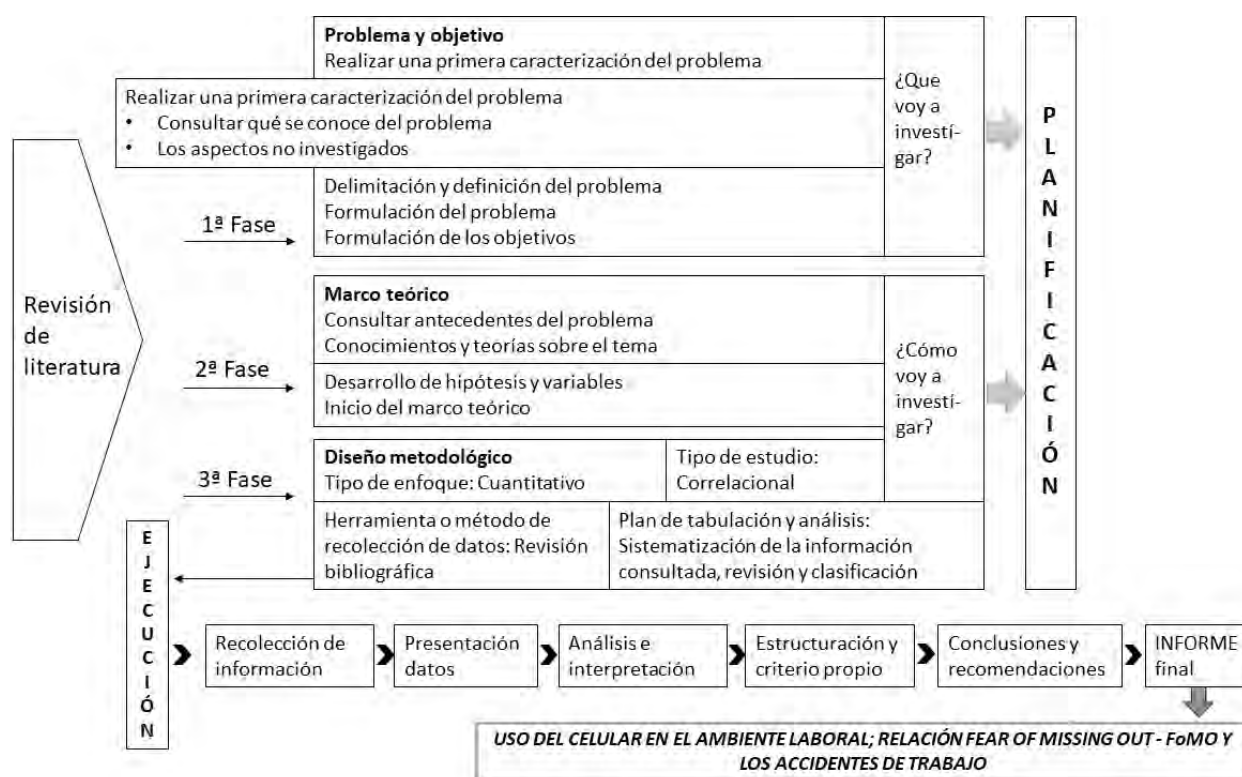 Problema y objetivo
Realizar una primera caracterización del problema
Realizar una primera caracterización del problema
• Consultar qué se conoce del problema
• Los aspectos no investigados
Delimitación y definición del problema
Formulación del problema
Formulación de los objetivos
¿Que
voy a
investí-
gar?
1ª Fase
Revisión
de
literatura
Marco teórico
Consultar antecedentes del problema
Conocimientos y teorías sobre el tema
2ª Fase
Desarrollo de hipótesis y variables
Inicio del marco teórico
¿Cómo
voy a
investí-
gar?
3ª Fase
Diseño metodológico
Tipo de enfoque: Cuantitativo
Tipo de estudio:
Correlacional
Herramienta o método de
recolección de datos: Revisión
bibliográfica
Plan de tabulación y análisis:
Sistematización de la información
consultada, revisión y clasificación
PLANÍFICACIÓN
EJECUCIÓN
Recolección de
información
Presentación
datos
Análisis e
interpretación
Estructuración y
criterio propio
Conclusiones y
recomendaciones
INFORME
final
USO DEL CELULAR EN EL AMBIENTE LABORAL; RELACIÓN FEAR OF MISSING OUT - FoMO Y
LOS ACCIDENTES DE TRABAJO